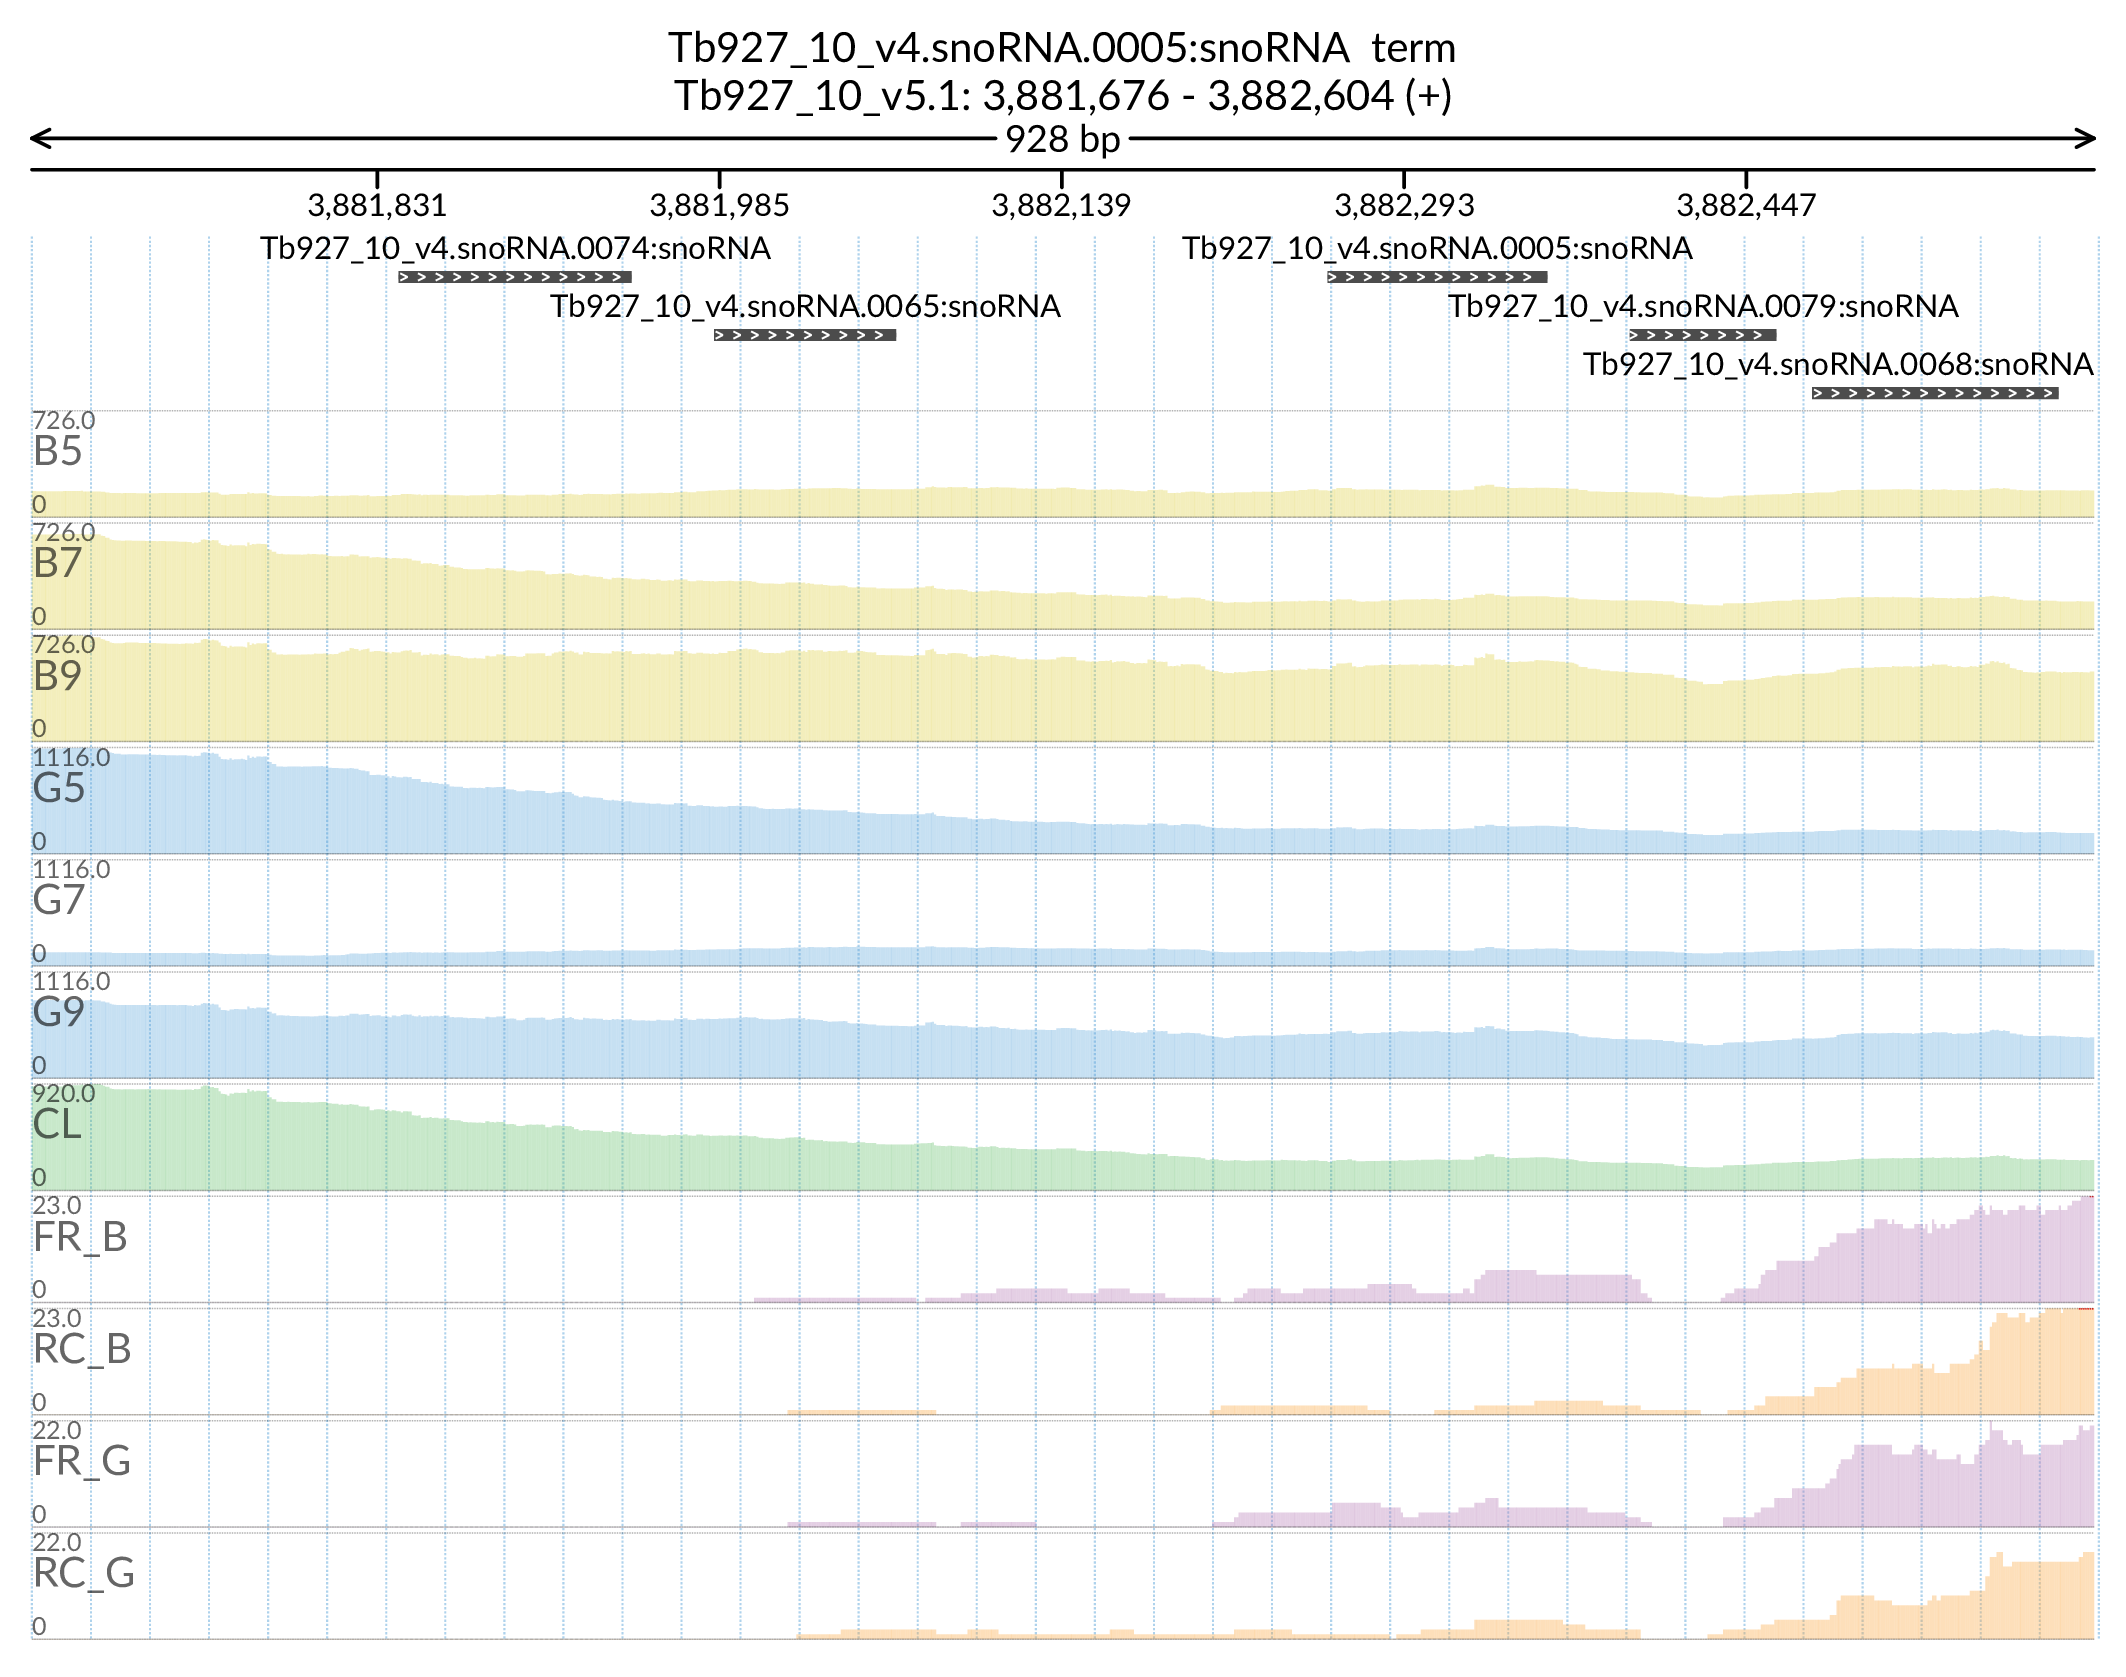 Tb927_10_v4.snoRNA.0005:snoRNA term
Tb927_10_v5.1: 3,881,676 - 3,882,604 (+)
928 bp
3,881,831 3,881,985 3,882,139 3,882,293 3,882,447
Tb927_10_v4.snoRNA.0074:snoRNA Tb927_10_v4.snoRNA.0005:snoRNA
Tb927_10_v4.snoRNA.0065:snoRNA Tb927_10_v4.snoRNA.0079:snoRNA
Tb927_10_v4.snoRNA.0068:snoRNA
726.0
B5
0
726.0
B7
0
726.0
B9
0
1116.0
G5
0
1116.0
G7
0
1116.0
G9
0
920.0
CL
0
23.0
FR_B
0
23.0
RC_B
0
22.0
FR_G
0
22.0
RC_G
0